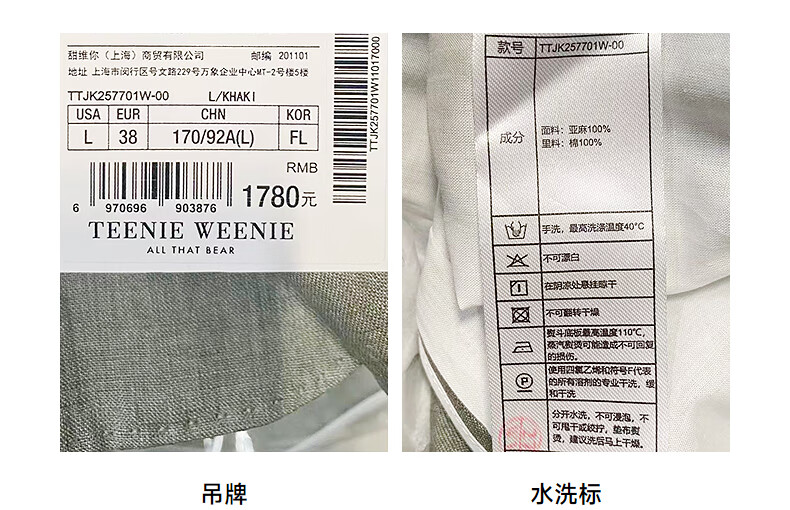 甜维你（上海）商贸有限公司 邮编 201101
地址 上海市闵行区号文路229号万象企业中心MT-2号楼5楼
TTJK257701W-00 L/KHAKI
USA EUR CHN KOR
L 38 170/92A(L) FL
RMB
1780元
6 970696 903876
TEENIE WEENIE
ALL THAT BEAR
TTJK257701W11017000
款号 TTJK257701W-00
成分
面料：亚麻100%
里料：棉100%
手洗，最高洗涤温度40°C
不可漂白
在阴凉处悬挂晾干
不可翻转干燥
熨斗底板最高温度110℃，
蒸汽熨烫可能造成不可回复
的损伤。
P
使用四氯乙烯和符号F代表
的所有溶剂的专业干洗，缓
和干洗
分开水洗，不可浸泡，不
可甩干或绞拧，垫布熨
烫，建议洗后马上干燥。
吊牌
水洗标